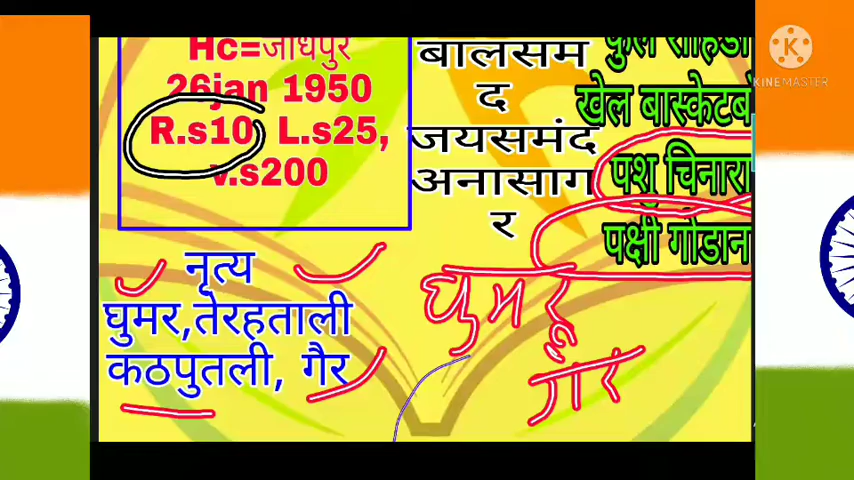 Hc=जोधपुर
26jan 1950
R.s10, L.s25,
v.s200
नृत्य
घुमर,तेरहताली
कठपुतली, गैर
बालसम
द
जयसमंद
अनासाग
र
फुल रोहिडा
खेल बास्केटबॉ
पशु चिनारा
पक्षी गोडान
घुमर
गैर
K
KINEMASTER